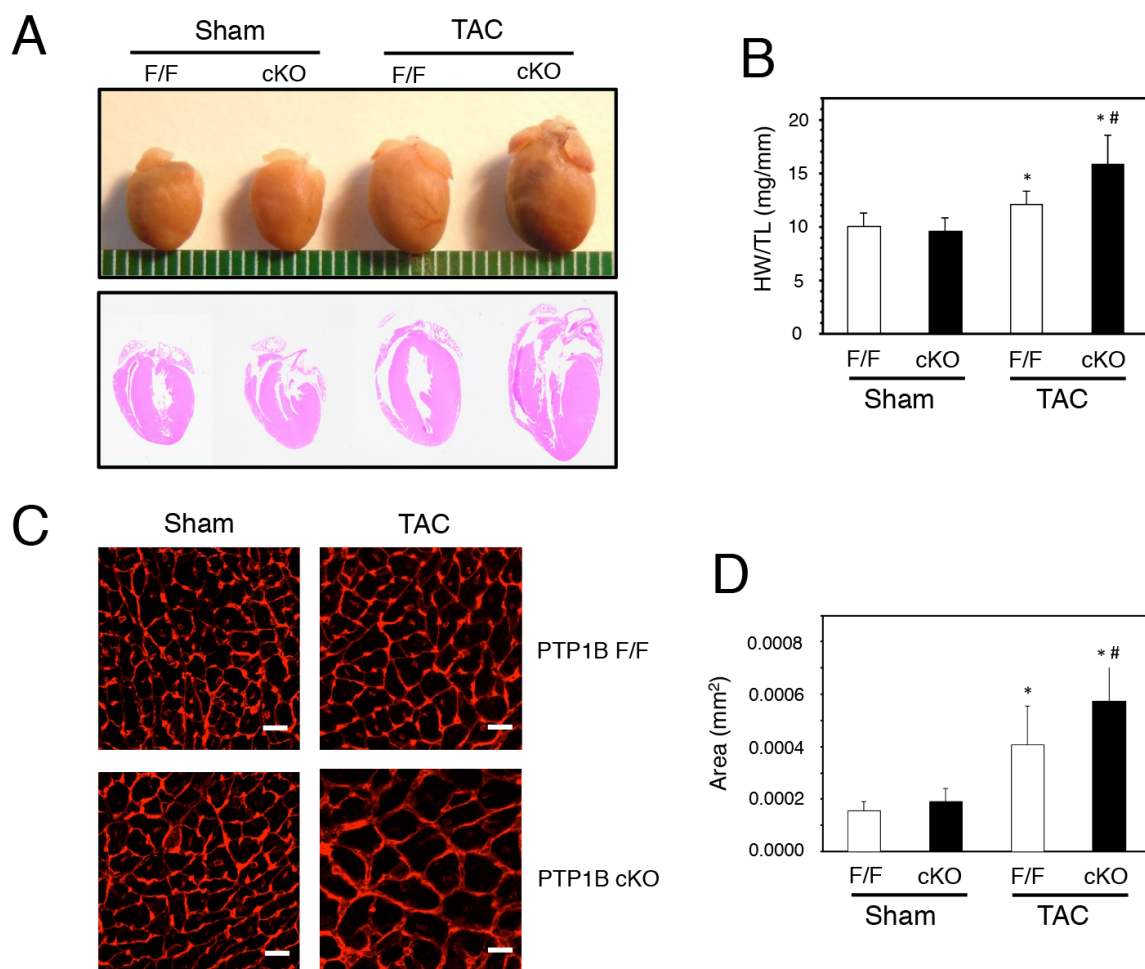 A
Sham
TAC
F/F
cKO
F/F
cKO
B
HW/TL (mg/mm)
20
15
10
5
0
*
* #
F/F
cKO
F/F
cKO
Sham
TAC
C
Sham
TAC
PTP1B F/F
PTP1B cKO
D
Area (mm²)
0.0008
0.0006
0.0004
0.0002
0.0000
*
* #
F/F
cKO
F/F
cKO
Sham
TAC